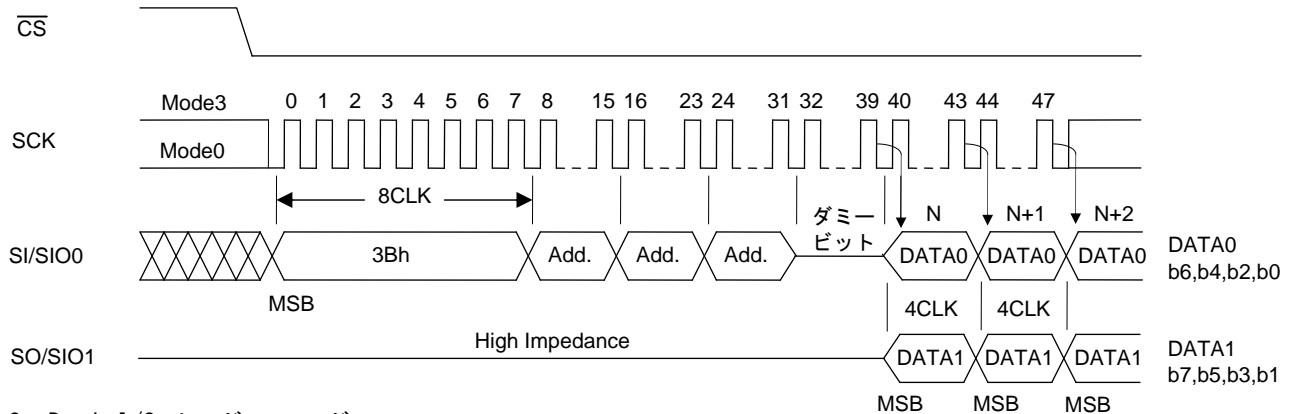 CS
Mode3 0 1 2 3 4 5 6 7 8 15 16 23 24 31 32 39 40 43 44 47
SCK
Mode0
8CLK
ダミー
ビット
N N+1 N+2
SI/SIO0 3Bh Add. Add. Add. DATA0 DATA0 DATA0
DATA0
b6,b4,b2,b0
MSB
4CLK 4CLK
High Impedance
SO/SIO1 DATA1 DATA1 DATA1
DATA1
b7,b5,b3,b1
MSB MSB MSB